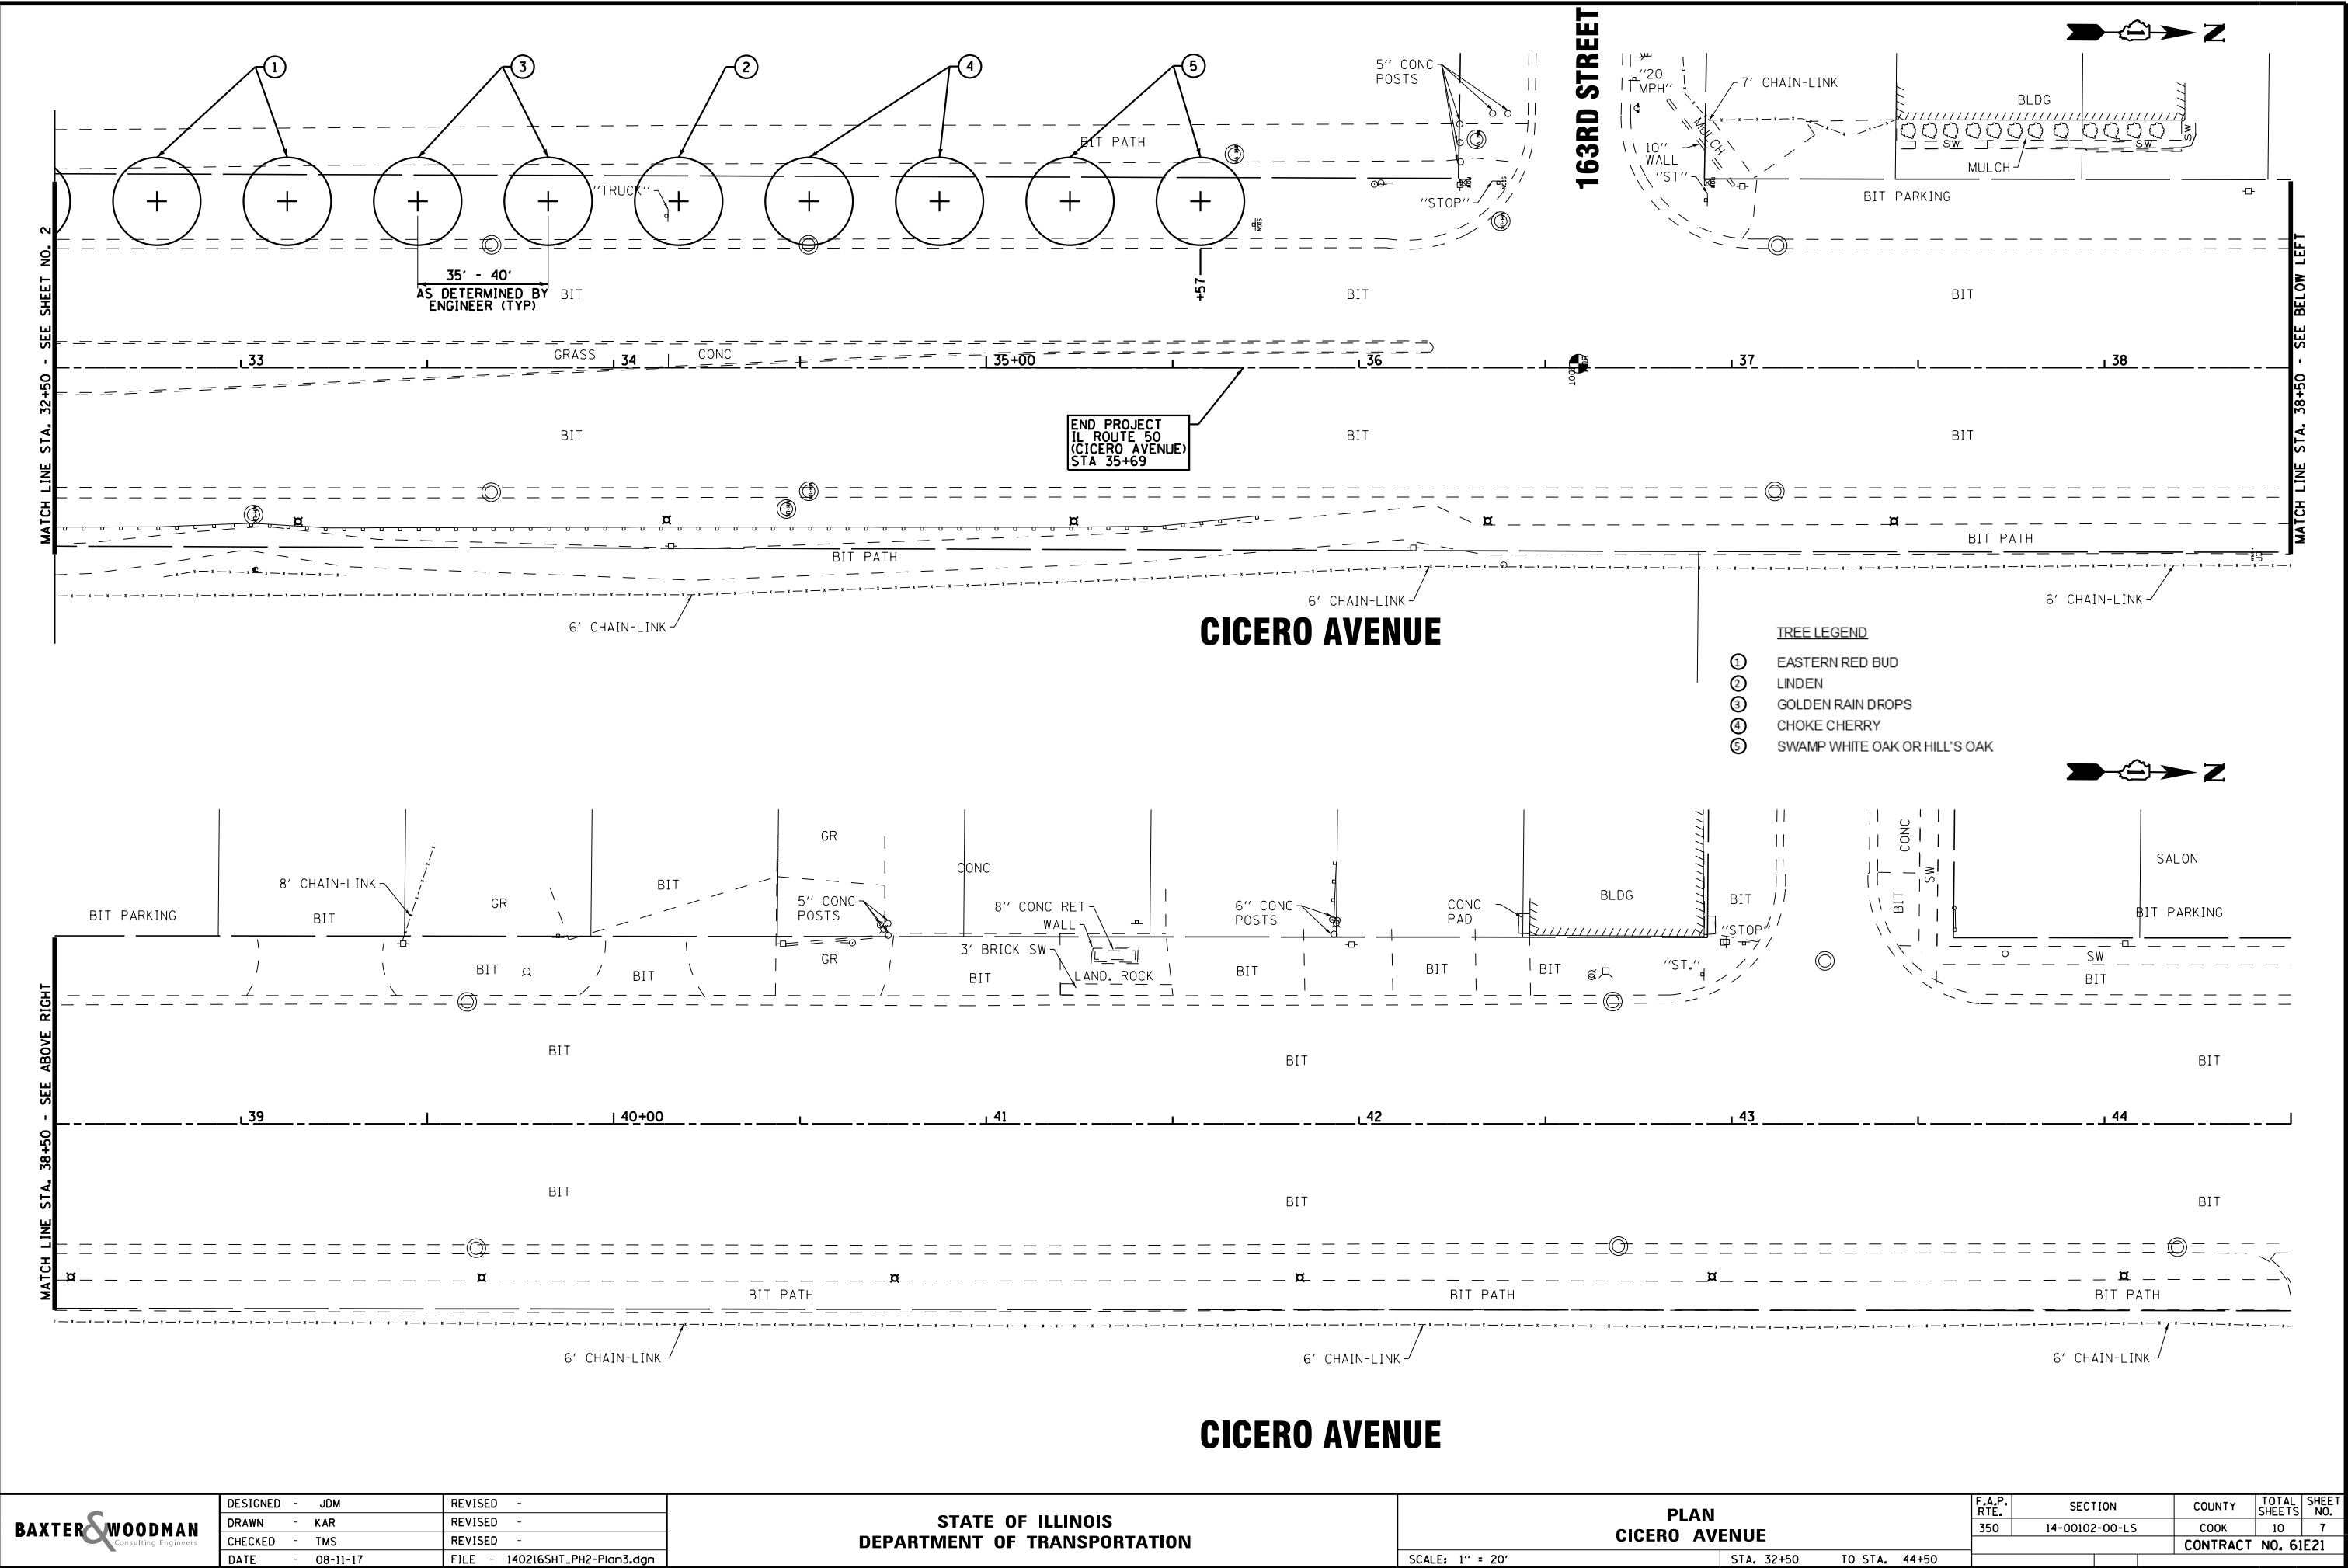 1
3
2
4
5
5'' CONC
POSTS
163RD STREET
"20
MPH"
7' CHAIN-LINK
BLDG
N
BIT PATH
MULCH
10''
WALL
"ST"
SW
SW
SW
MULCH
"TRUCK"
"STOP"
BIT PARKING
MATCH LINE STA. 32+50 - SEE SHEET NO. 2
35' - 40'
AS DETERMINED BY
ENGINEER (TYP)
BIT
+57
BIT
BIT
MATCH LINE STA. 38+50 - SEE BELOW LEFT
33
GRASS
34
CONC
35+00
36
37
38
END PROJECT
IL ROUTE 50
(CICERO AVENUE)
STA 35+69
BIT
BIT
BIT
BIT PATH
BIT PATH
6' CHAIN-LINK
6' CHAIN-LINK
6' CHAIN-LINK
CICERO AVENUE
TREE LEGEND
1 EASTERN RED BUD
2 LINDEN
3 GOLDEN RAIN DROPS
4 CHOKE CHERRY
5 SWAMP WHITE OAK OR HILL'S OAK
N
MATCH LINE STA. 38+50 - SEE ABOVE RIGHT
BIT PARKING
BIT
8' CHAIN-LINK
GR
BIT
GR
5'' CONC
POSTS
CONC
8'' CONC RET
WALL
3' BRICK SW
LAND. ROCK
6'' CONC
POSTS
CONC
PAD
BLDG
BIT
"STOP"
"ST."
CONC
SW
BIT
SALON
BIT PARKING
BIT
BIT
GR
BIT
BIT
BIT
BIT
SW
BIT
BIT
BIT
BIT
39
40+00
41
42
43
44
BIT
BIT
BIT
BIT PATH
BIT PATH
BIT PATH
6' CHAIN-LINK
6' CHAIN-LINK
6' CHAIN-LINK
CICERO AVENUE
BAXTER & WOODMAN
Consulting Engineers
DESIGNED - JDM
DRAWN - KAR
CHECKED - TMS
DATE - 08-11-17
REVISED -
REVISED -
REVISED -
FILE - 140216SHT_PH2-Plan3.dgn
STATE OF ILLINOIS
DEPARTMENT OF TRANSPORTATION
PLAN
CICERO AVENUE
SCALE: 1'' = 20'
STA. 32+50 TO STA. 44+50
F.A.P. RTE.
SECTION
COUNTY
TOTAL SHEETS
SHEET NO.
350
14-00102-00-LS
COOK
10
7
CONTRACT NO. 61E21